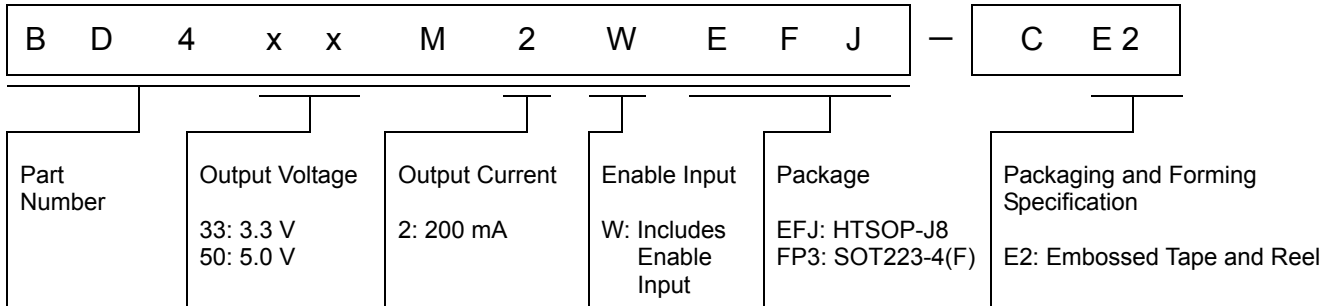 B D 4 x x M 2 W E F J – C E 2
Part
Number
Output Voltage
33: 3.3 V
50: 5.0 V
Output Current
2: 200 mA
Enable Input
W: Includes
Enable
Input
Package
EFJ: HTSOP-J8
FP3: SOT223-4(F)
Packaging and Forming
Specification
E2: Embossed Tape and Reel